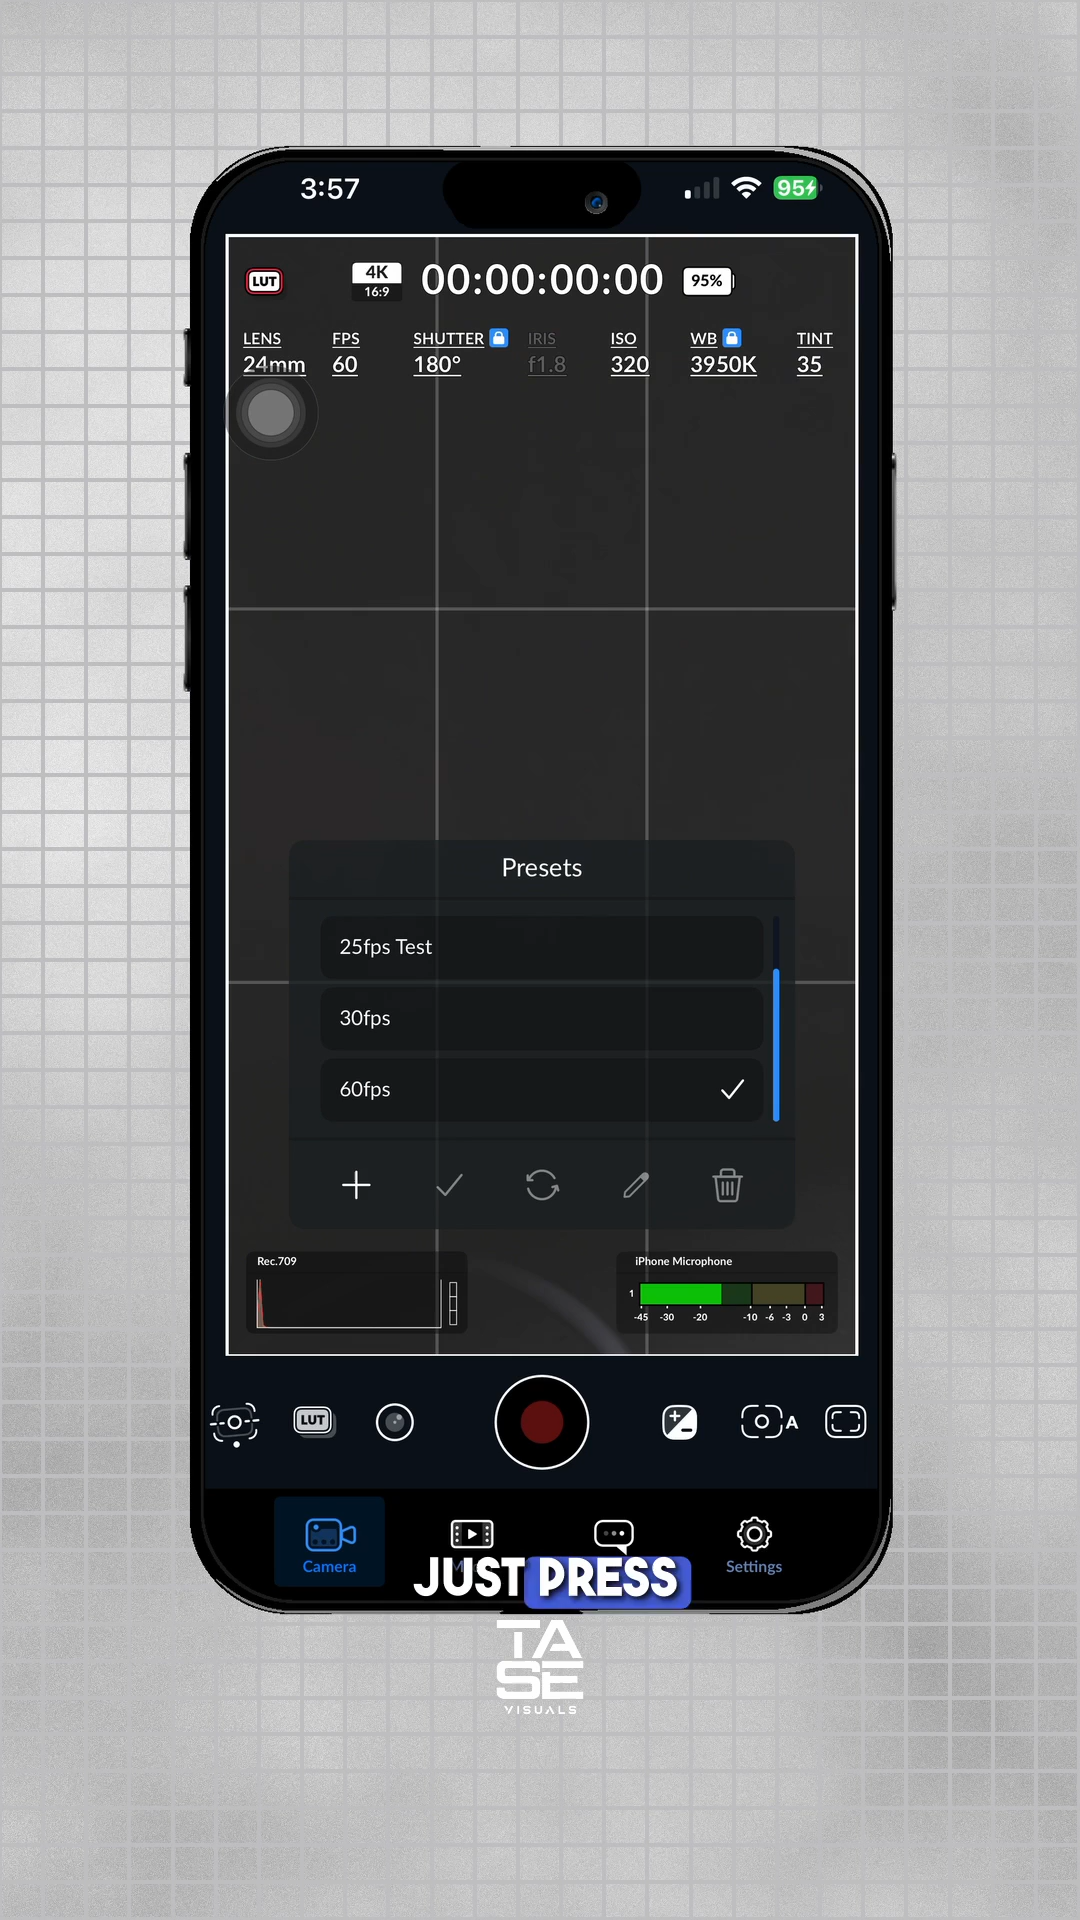 3:57
95
LUT
4K
16:9
00:00:00:00
95%
LENS FPS SHUTTER IRIS ISO WB TINT
24mm 60 180° f1.8 320 3950K 35
Presets
25fps Test
30fps
60fps
Rec.709
iPhone Microphone
1
-45 -30 -20 -10 -6 -3 0 3
LUT
A
Camera
Settings
JUST PRESS
TA
SE
VISUALS